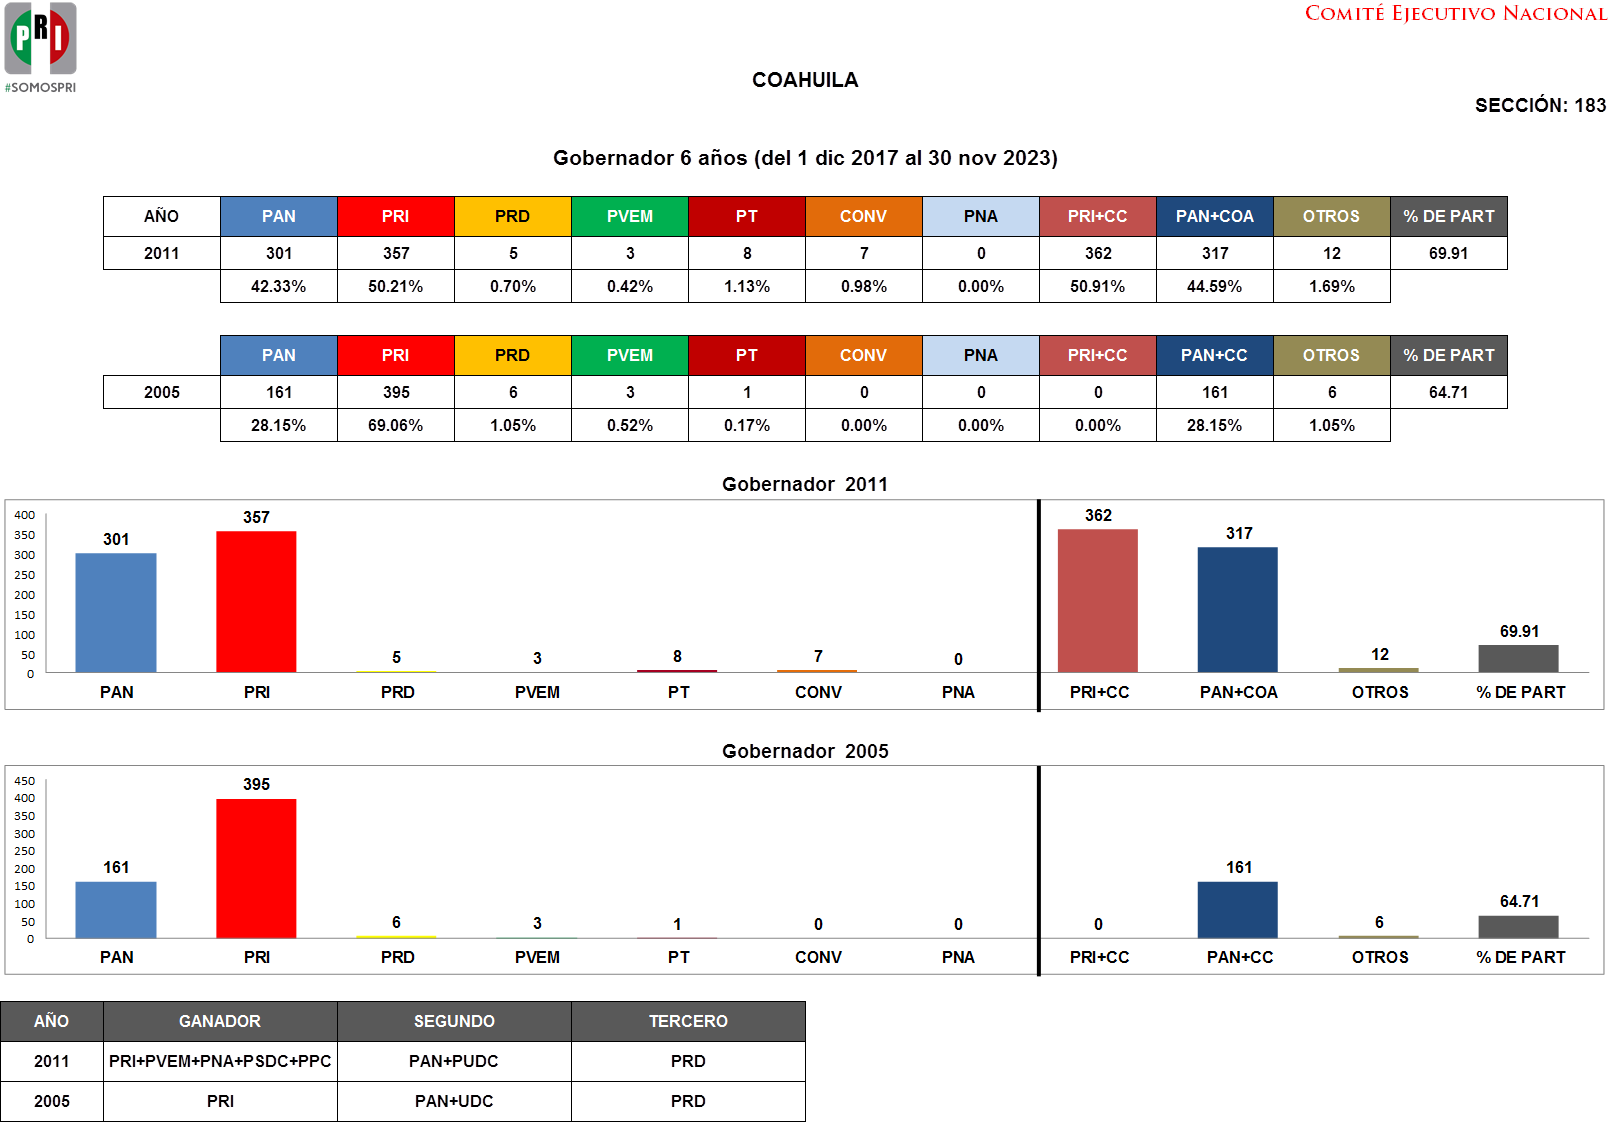 PRI
#SOMOSPRI
COMITÉ EJECUTIVO NACIONAL
COAHUILA
SECCIÓN: 183
Gobernador 6 años (del 1 dic 2017 al 30 nov 2023)
AÑO PAN PRI PRD PVEM PT CONV PNA PRI+CC PAN+COA OTROS % DE PART
2011 301 357 5 3 8 7 0 362 317 12 69.91
42.33% 50.21% 0.70% 0.42% 1.13% 0.98% 0.00% 50.91% 44.59% 1.69%
PAN PRI PRD PVEM PT CONV PNA PRI+CC PAN+CC OTROS % DE PART
2005 161 395 6 3 1 0 0 0 161 6 64.71
28.15% 69.06% 1.05% 0.52% 0.17% 0.00% 0.00% 0.00% 28.15% 1.05%
Gobernador 2011
400
350
300
250
200
150
100
50
0
301 357 5 3 8 7 0 362 317 12 69.91
PAN PRI PRD PVEM PT CONV PNA PRI+CC PAN+COA OTROS % DE PART
Gobernador 2005
450
400
350
300
250
200
150
100
50
0
161 395 6 3 1 0 0 0 161 6 64.71
PAN PRI PRD PVEM PT CONV PNA PRI+CC PAN+CC OTROS % DE PART
AÑO GANADOR SEGUNDO TERCERO
2011 PRI+PVEM+PNA+PSDC+PPC PAN+PUDC PRD
2005 PRI PAN+UDC PRD